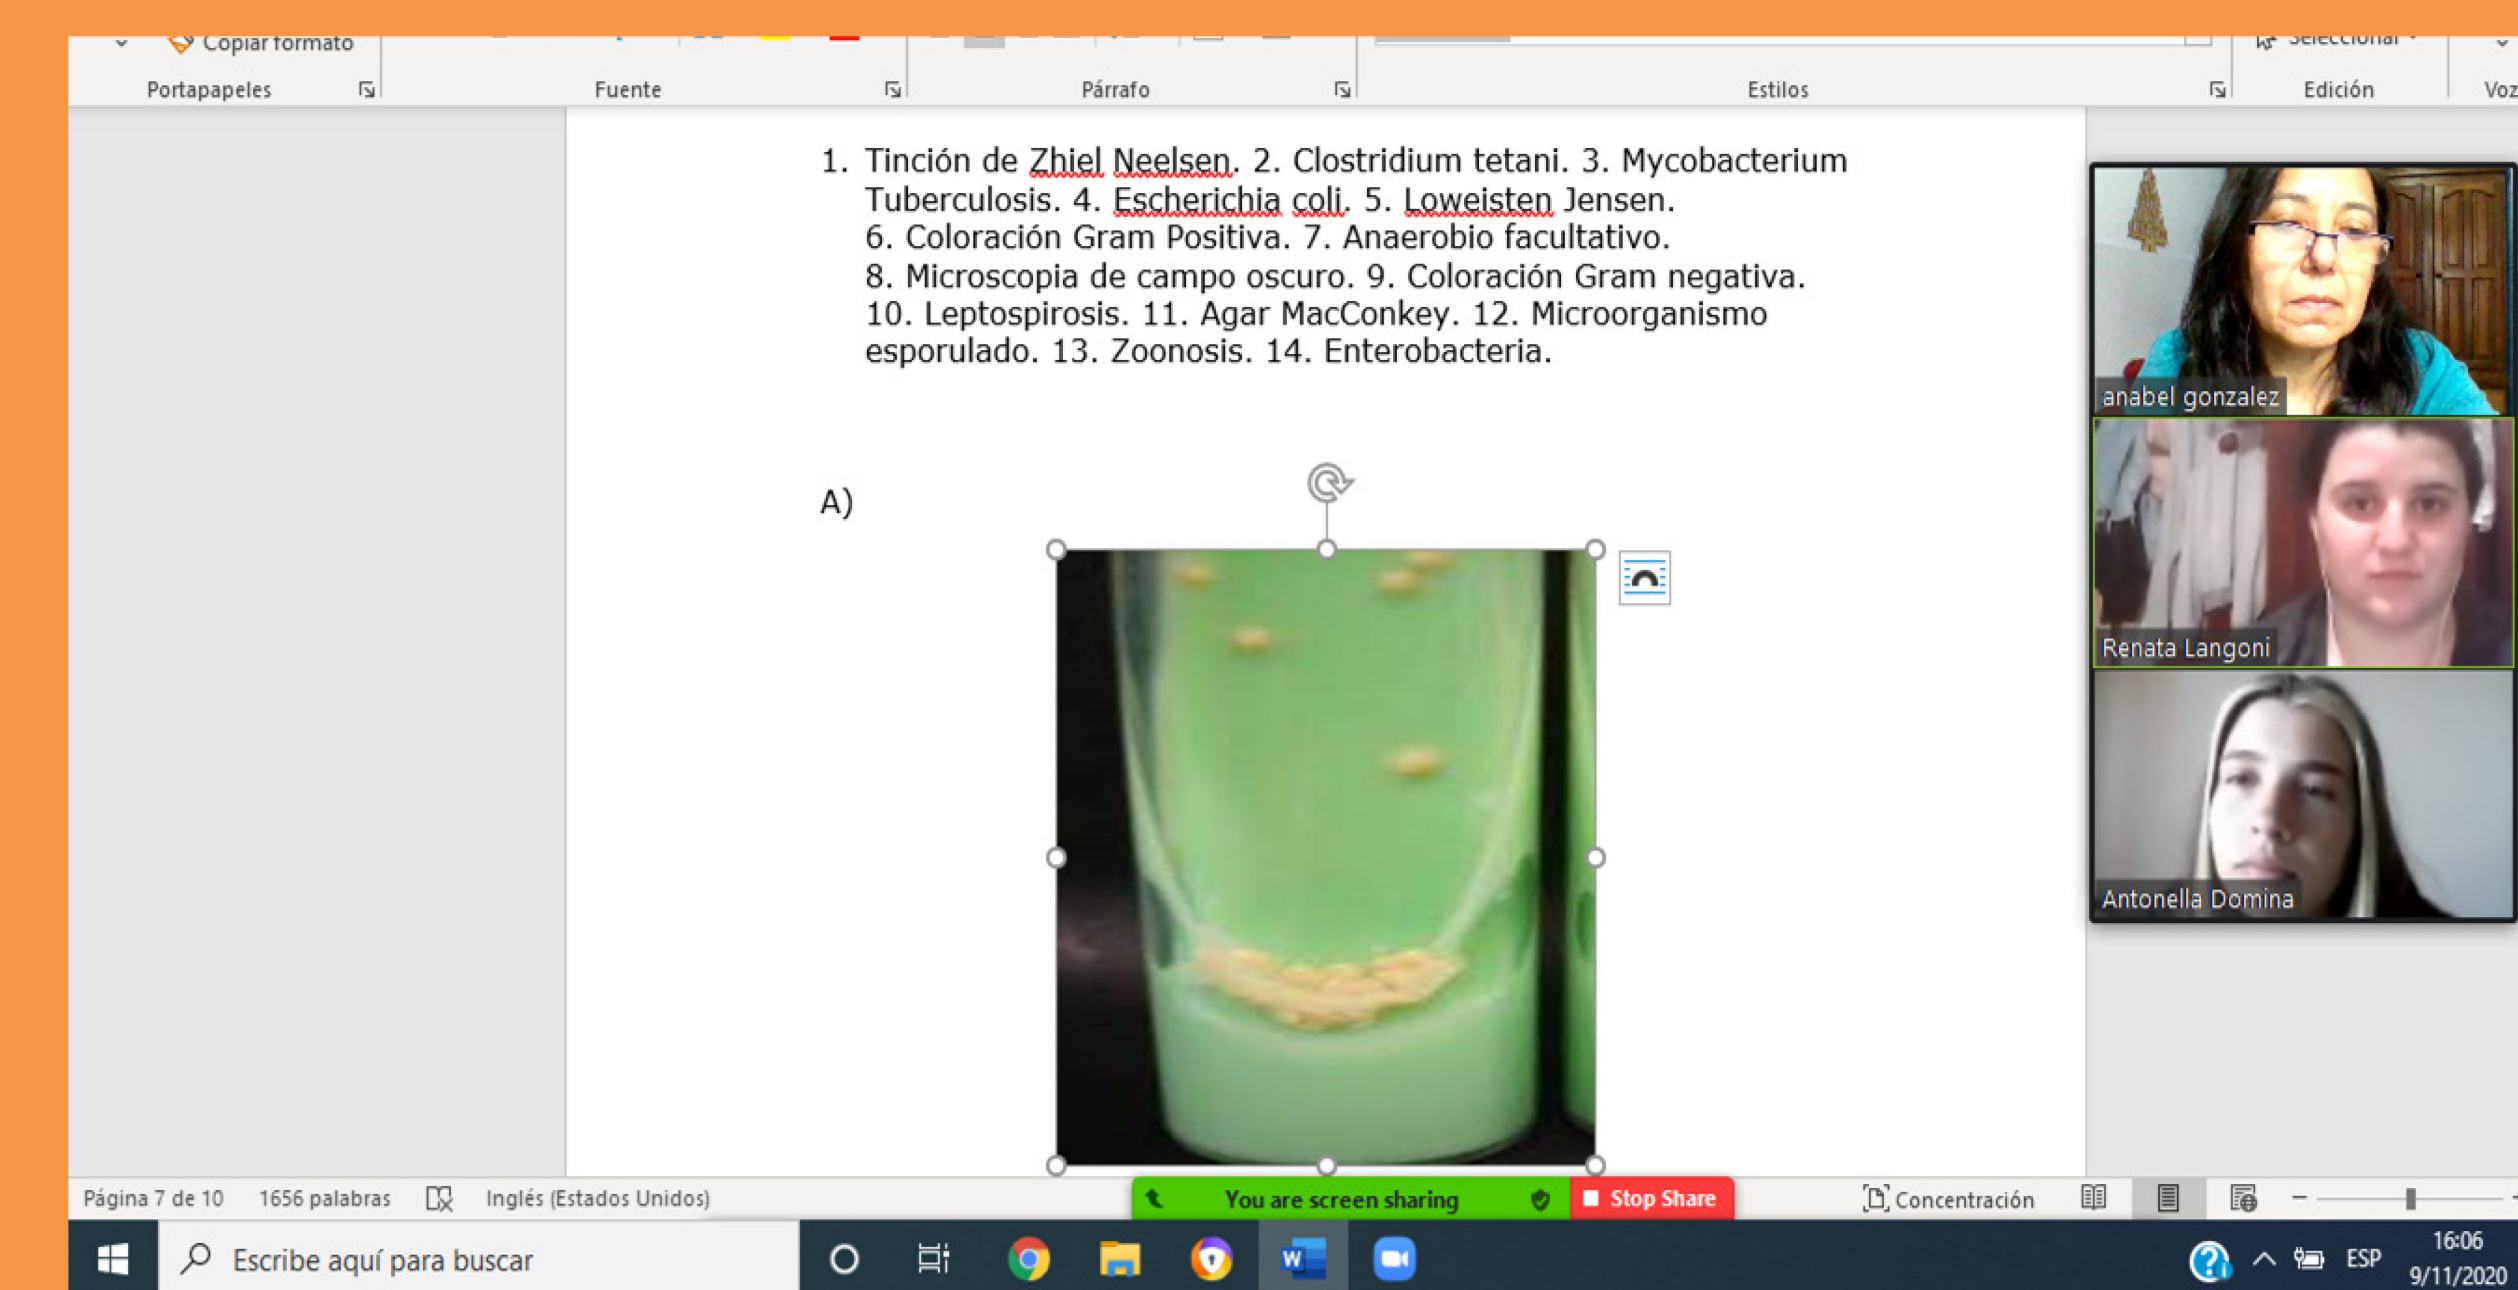 Copiar formato
Seleccionar
Portapapeles
Fuente
Párrafo
Estilos
Edición
Voz
1. Tinción de Zhiel Neelsen. 2. Clostridium tetani. 3. Mycobacterium
Tuberculosis. 4. Escherichia coli. 5. Loweisten Jensen.
6. Coloración Gram Positiva. 7. Anaerobio facultativo.
8. Microscopia de campo oscuro. 9. Coloración Gram negativa.
10. Leptospirosis. 11. Agar MacConkey. 12. Microorganismo
esporulado. 13. Zoonosis. 14. Enterobacteria.
A)
anabel gonzalez
Renata Langoni
Antonella Domina
Página 7 de 10
1656 palabras
Inglés (Estados Unidos)
You are screen sharing
Stop Share
Concentración
Escribe aquí para buscar
W
ESP
16:06
9/11/2020